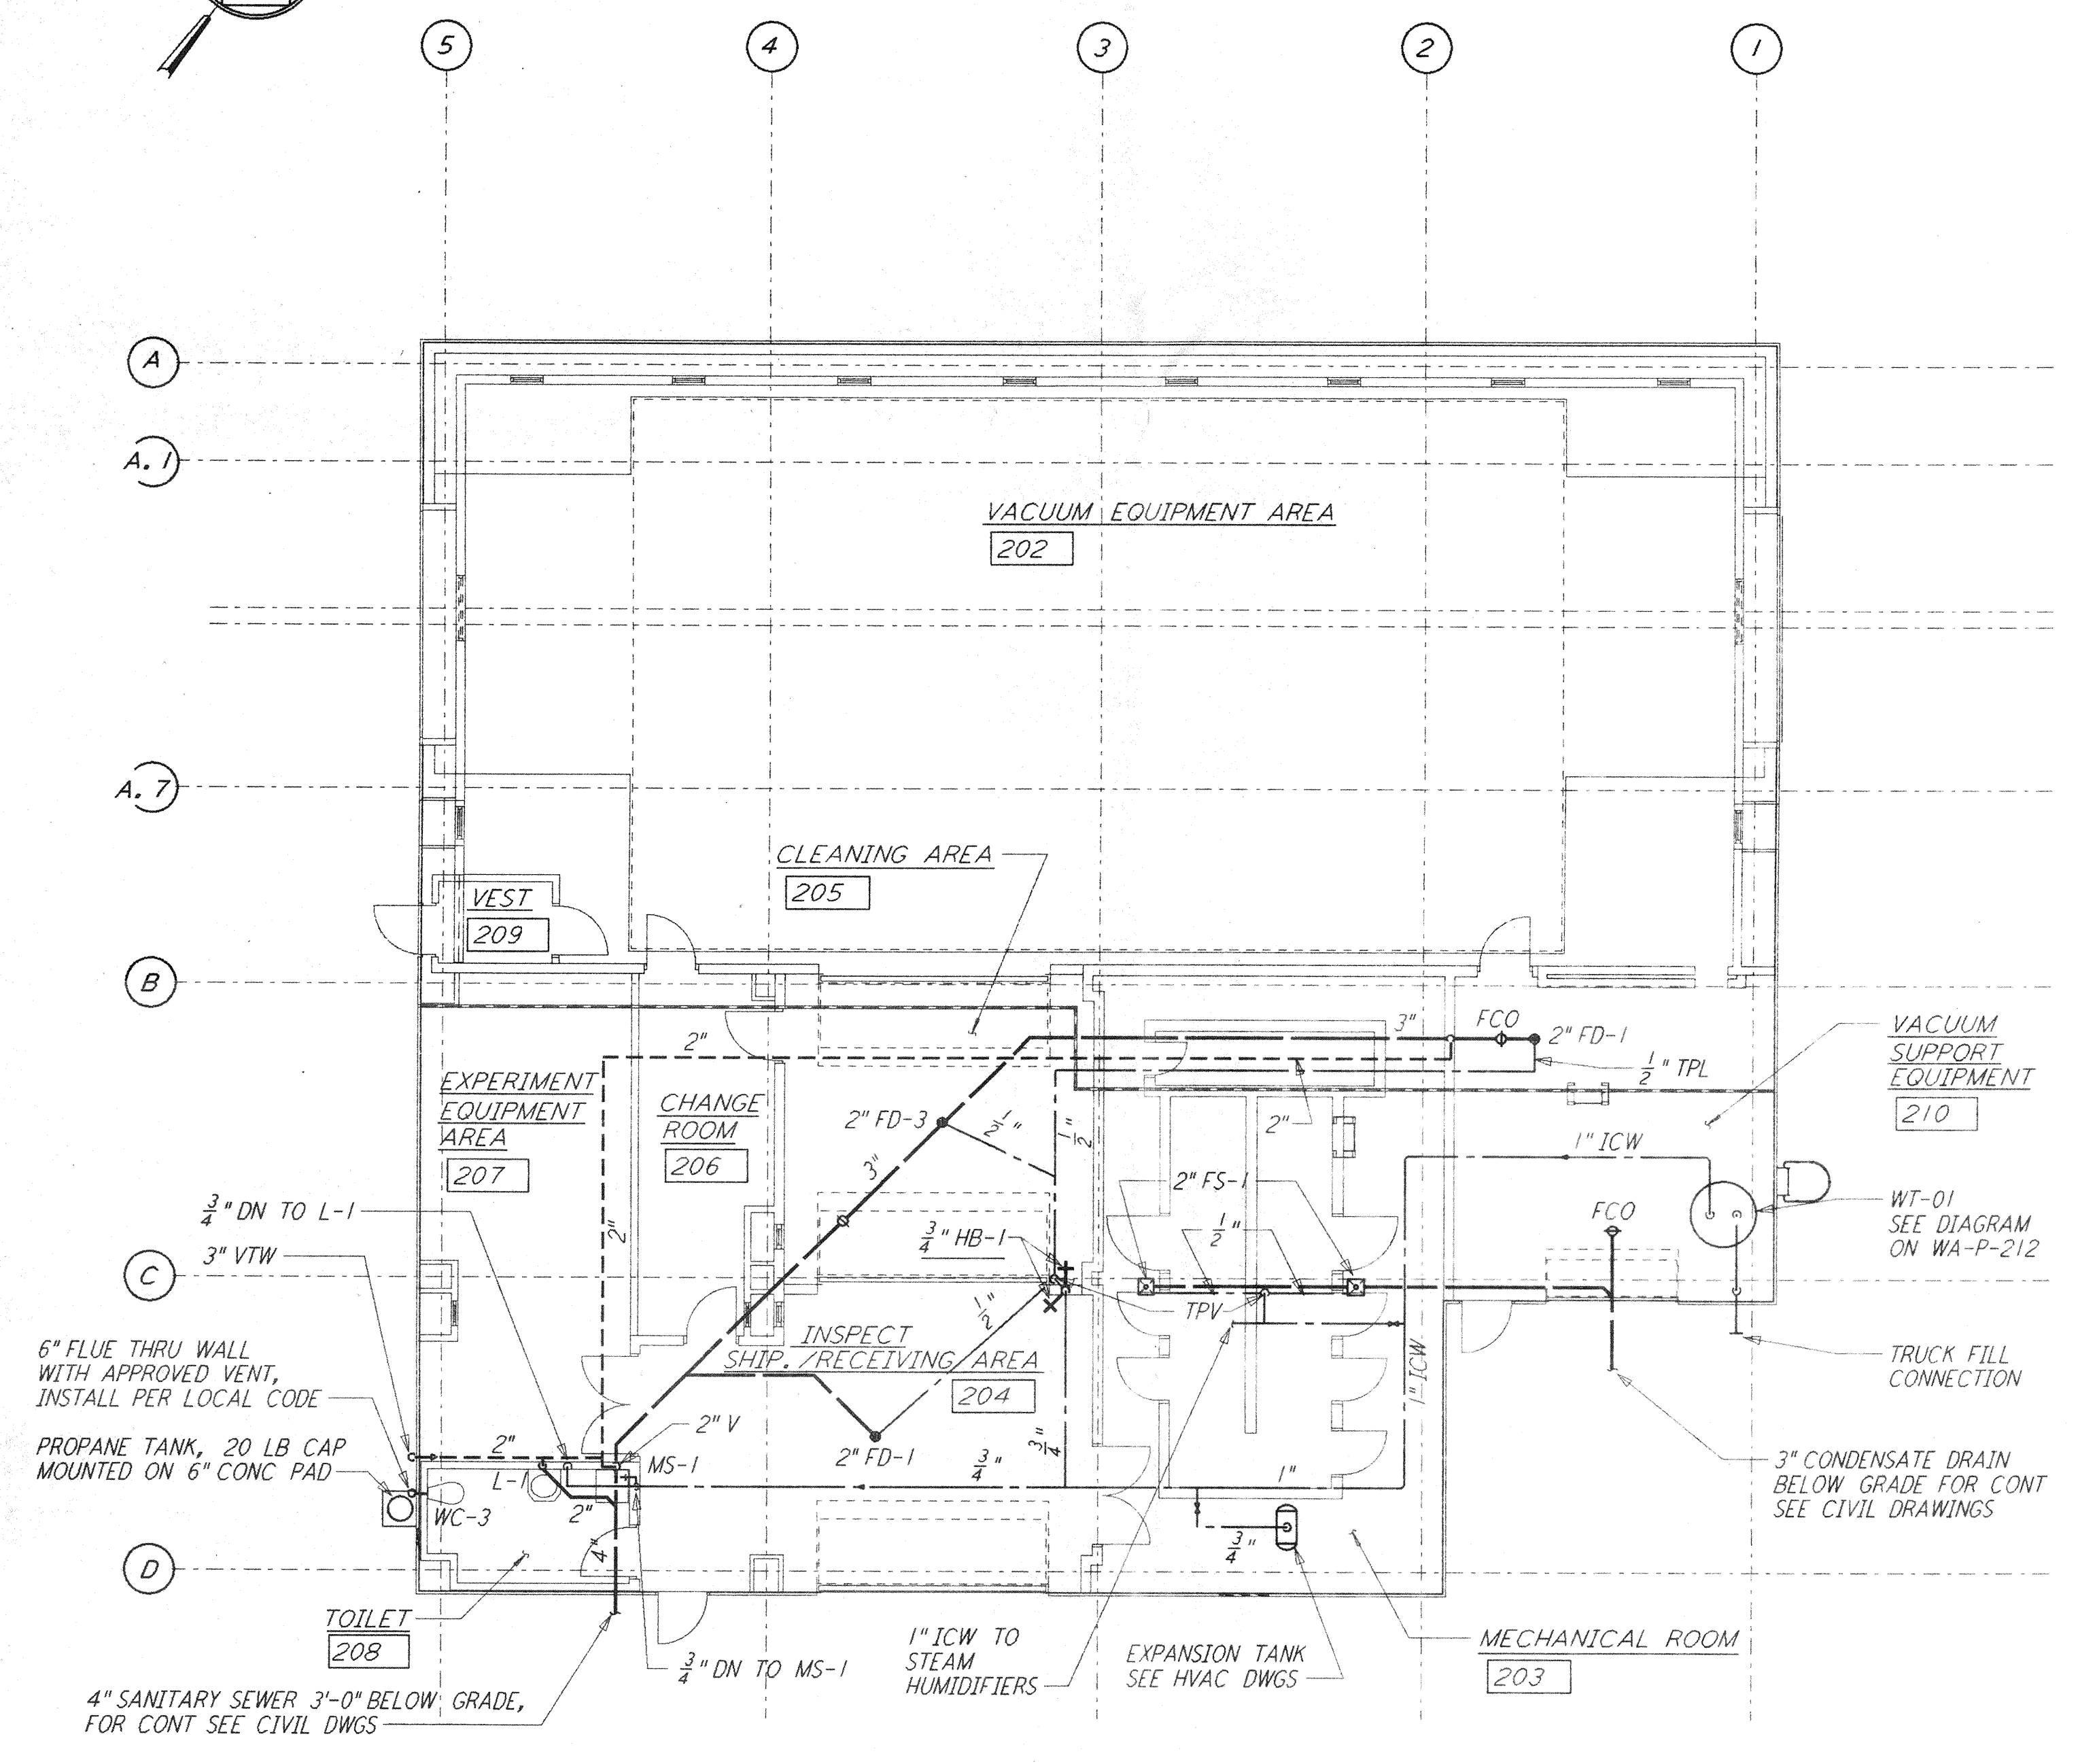 5
4
3
2
1
A
A.1
VACUUM EQUIPMENT AREA
202
A.7
CLEANING AREA
205
VEST
209
B
2"
3"
FCO
2" FD-1
1/2" TPL
VACUUM
SUPPORT
EQUIPMENT
210
EXPERIMENT
EQUIPMENT
AREA
207
CHANGE
ROOM
206
2" FD-3
2 1/2"
1/2"
2"
1" ICW
3"
2" FS-1
1/2"
FCO
WT-01
SEE DIAGRAM
ON WA-P-212
3/4" DN TO L-1
3" VTW
2"
3/4" HB-1
C
TPV
1/2"
INSPECT
SHIP./RECEIVING AREA
204
1" ICW
TRUCK FILL
CONNECTION
6" FLUE THRU WALL
WITH APPROVED VENT,
INSTALL PER LOCAL CODE
PROPANE TANK, 20 LB CAP
MOUNTED ON 6" CONC PAD
2"
2" V
MS-1
2" FD-1
3/4"
3/4"
1"
L-1
2"
WC-3
4"
3/4"
3" CONDENSATE DRAIN
BELOW GRADE FOR CONT
SEE CIVIL DRAWINGS
D
TOILET
208
3/4" DN TO MS-1
1" ICW TO
STEAM
HUMIDIFIERS
EXPANSION TANK
SEE HVAC DWGS
MECHANICAL ROOM
203
4" SANITARY SEWER 3'-0" BELOW GRADE,
FOR CONT SEE CIVIL DWGS